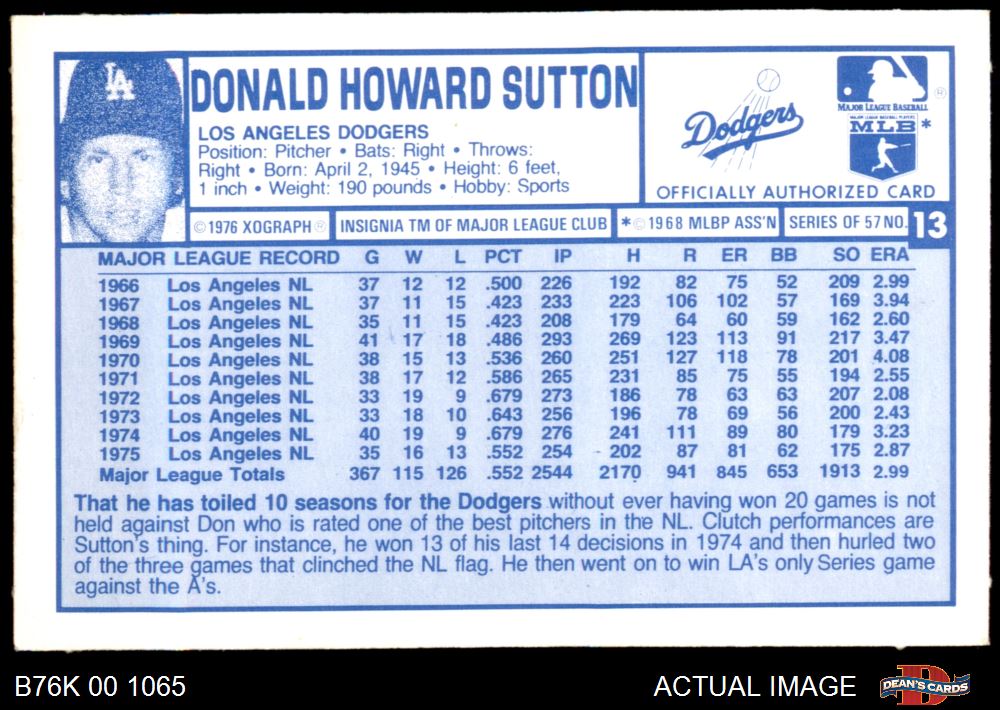 LA
DONALD HOWARD SUTTON
LOS ANGELES DODGERS
Position: Pitcher • Bats: Right • Throws:
Right • Born: April 2, 1945 • Height: 6 feet,
1 inch • Weight: 190 pounds • Hobby: Sports
Dodgers
MAJOR LEAGUE BASEBALL ®
MAJOR LEAGUE BASEBALL PLAYERS
MLB *
OFFICIALLY AUTHORIZED CARD
© 1976 XOGRAPH ® INSIGNIA TM OF MAJOR LEAGUE CLUB * © 1968 MLBP ASS'N SERIES OF 57 NO. 13
MAJOR LEAGUE RECORD G W L PCT IP H R ER BB SO ERA
1966 Los Angeles NL 37 12 12 .500 226 192 82 75 52 209 2.99
1967 Los Angeles NL 37 11 15 .423 233 223 106 102 57 169 3.94
1968 Los Angeles NL 35 11 15 .423 208 179 64 60 59 162 2.60
1969 Los Angeles NL 41 17 18 .486 293 269 123 113 91 217 3.47
1970 Los Angeles NL 38 15 13 .536 260 251 127 118 78 201 4.08
1971 Los Angeles NL 38 17 12 .586 265 231 85 75 55 194 2.55
1972 Los Angeles NL 33 19 9 .679 273 186 78 63 63 207 2.08
1973 Los Angeles NL 33 18 10 .643 256 196 78 69 56 200 2.43
1974 Los Angeles NL 40 19 9 .679 276 241 111 89 80 179 3.23
1975 Los Angeles NL 35 16 13 .552 254 202 87 81 62 175 2.87
Major League Totals 367 115 126 .552 2544 2170 941 845 653 1913 2.99
That he has toiled 10 seasons for the Dodgers without ever having won 20 games is not
held against Don who is rated one of the best pitchers in the NL. Clutch performances are
Sutton's thing. For instance, he won 13 of his last 14 decisions in 1974 and then hurled two
of the three games that clinched the NL flag. He then went on to win LA's only Series game
against the A's.
B76K 00 1065 ACTUAL IMAGE DEAN'S CARDS